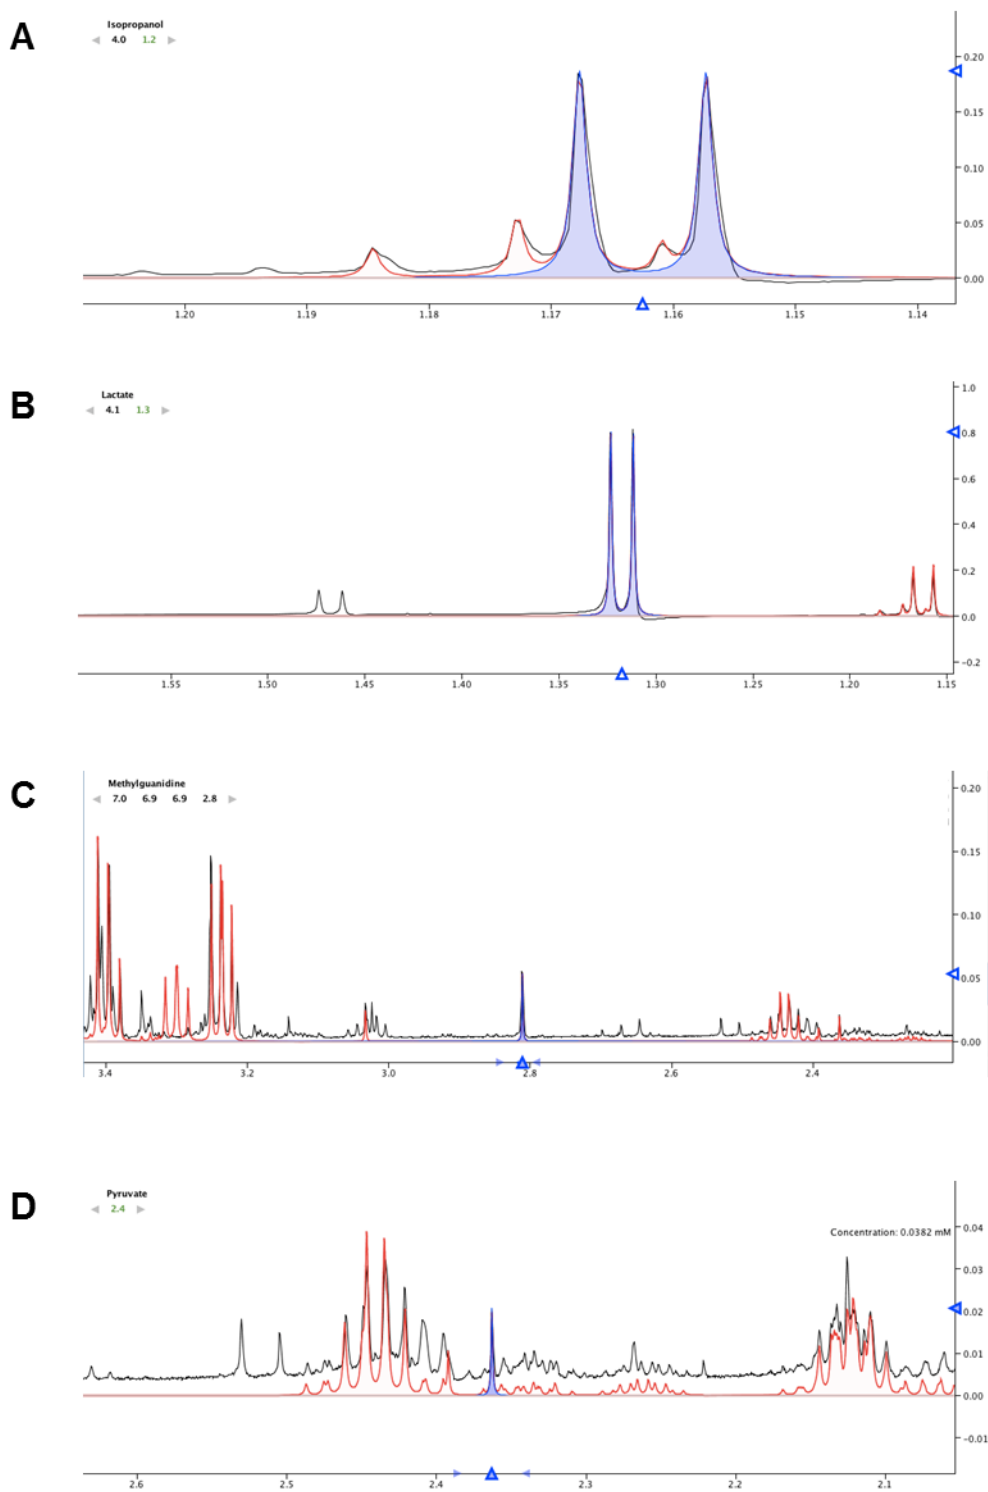 A
Isopropanol
4.0 1.2
0.20
0.15
0.10
0.05
0.00
1.20 1.19 1.18 1.17 1.16 1.15 1.14
B
Lactate
4.1 1.3
1.0
0.8
0.6
0.4
0.2
0.0
-0.2
1.55 1.50 1.45 1.40 1.35 1.30 1.25 1.20 1.15
C
Methylguanidine
7.0 6.9 6.9 2.8
0.20
0.15
0.10
0.05
0.00
3.4 3.2 3.0 2.8 2.6 2.4
D
Pyruvate
2.4
Concentration: 0.0382 mM
0.04
0.03
0.02
0.01
0.00
-0.01
2.6 2.5 2.4 2.3 2.2 2.1